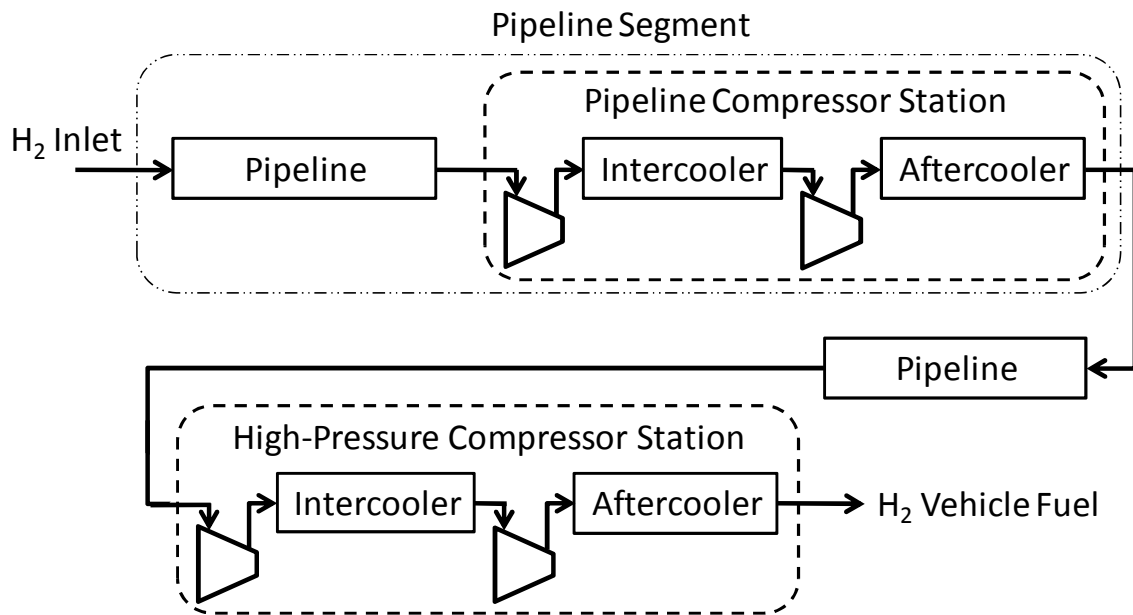 Pipeline Segment
Pipeline Compressor Station
H₂ Inlet
Pipeline
Intercooler
Aftercooler
Pipeline
High-Pressure Compressor Station
Intercooler
Aftercooler
H₂ Vehicle Fuel